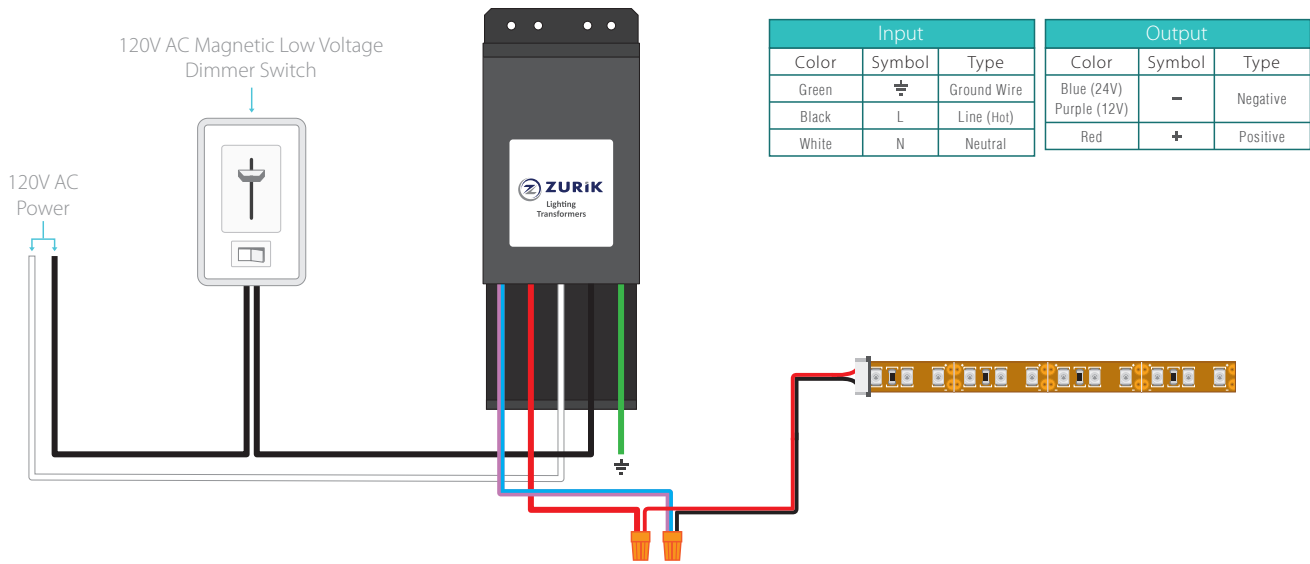 120V AC Magnetic Low Voltage
Dimmer Switch
120V AC
Power
ZURiK
Lighting
Transformers
Input
Color Symbol Type
Green Ground Wire
Black L Line (Hot)
White N Neutral
Output
Color Symbol Type
Blue (24V)
Purple (12V) – Negative
Red + Positive